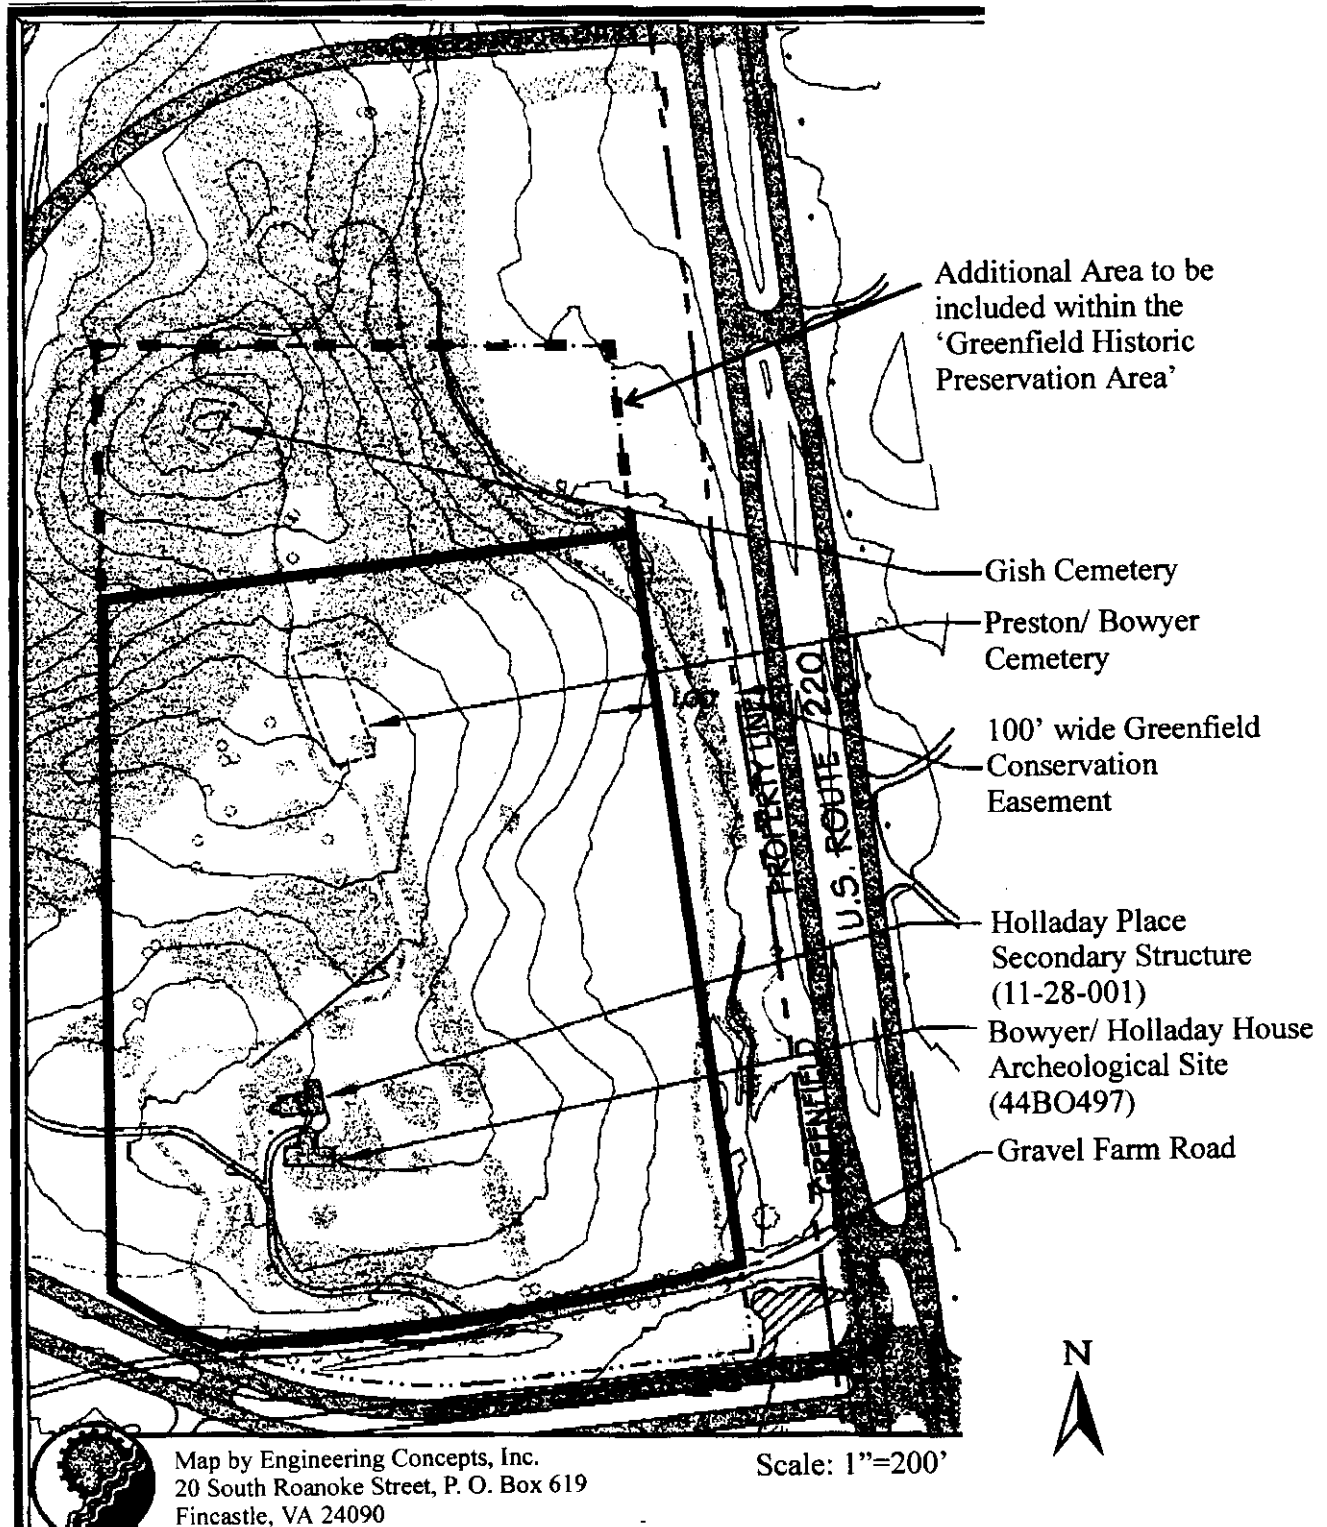 Additional Area to be
included within the
‘Greenfield Historic
Preservation Area’
Gish Cemetery
Preston/ Bowyer
Cemetery
100’ wide Greenfield
Conservation
Easement
Holladay Place
Secondary Structure
(11-28-001)
Bowyer/ Holladay House
Archeological Site
(44BO497)
Gravel Farm Road
100'
PROPERTY LINE
U.S. ROUTE 220
GREENFIELD
N
Map by Engineering Concepts, Inc.
20 South Roanoke Street, P. O. Box 619
Fincastle, VA 24090
Scale: 1”=200’